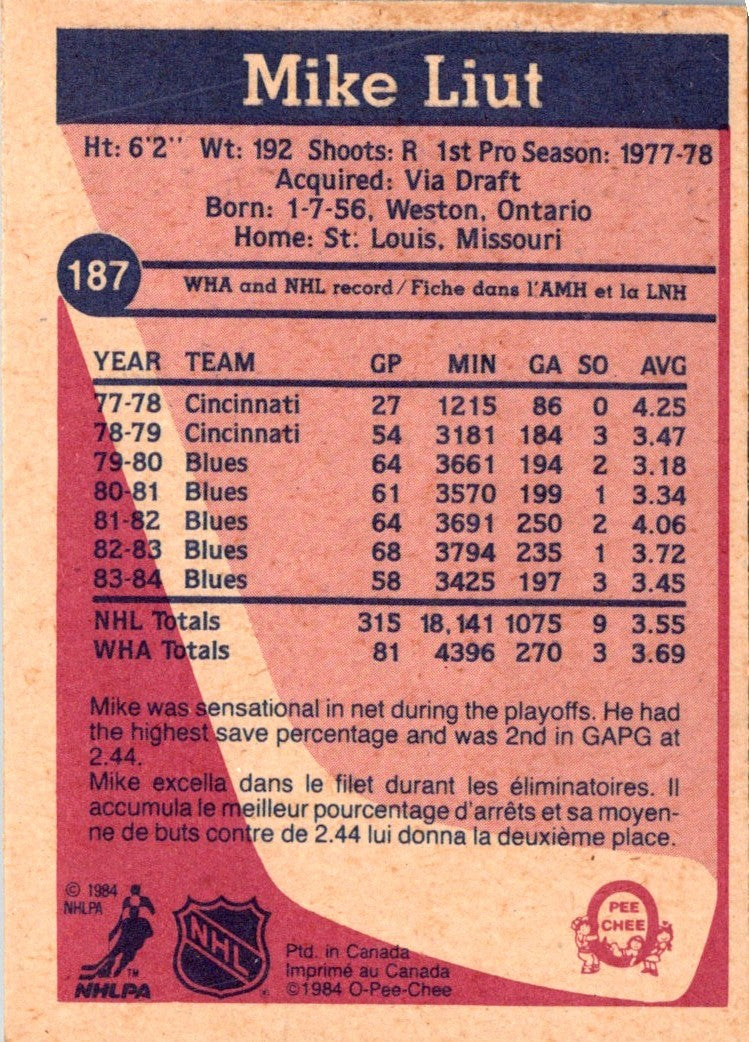 Mike Liut
Ht: 6'2" Wt: 192 Shoots: R 1st Pro Season: 1977-78
Acquired: Via Draft
Born: 1-7-56, Weston, Ontario
Home: St. Louis, Missouri
187
WHA and NHL record/Fiche dans l'AMH et la LNH
YEAR TEAM GP MIN GA SO AVG
77-78 Cincinnati 27 1215 86 0 4.25
78-79 Cincinnati 54 3181 184 3 3.47
79-80 Blues 64 3661 194 2 3.18
80-81 Blues 61 3570 199 1 3.34
81-82 Blues 64 3691 250 2 4.06
82-83 Blues 68 3794 235 1 3.72
83-84 Blues 58 3425 197 3 3.45
NHL Totals 315 18,141 1075 9 3.55
WHA Totals 81 4396 270 3 3.69
Mike was sensational in net during the playoffs. He had
the highest save percentage and was 2nd in GAPG at
2.44.
Mike excella dans le filet durant les éliminatoires. Il
accumula le meilleur pourcentage d'arrêts et sa moyen-
ne de buts contre de 2.44 lui donna la deuxième place.
© 1984
NHLPA
TM
NHLPA
NHL
Ptd. in Canada
Imprimé au Canada
©1984 O-Pee-Chee
PEE
CHEE